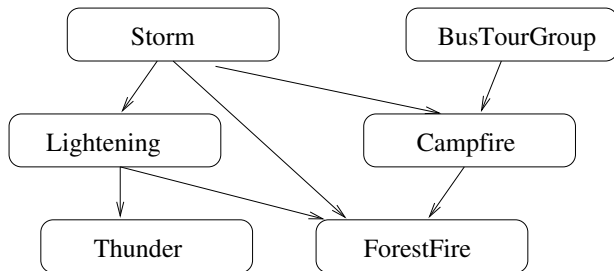 Storm
BusTourGroup
Lightening
Campfire
Thunder
ForestFire